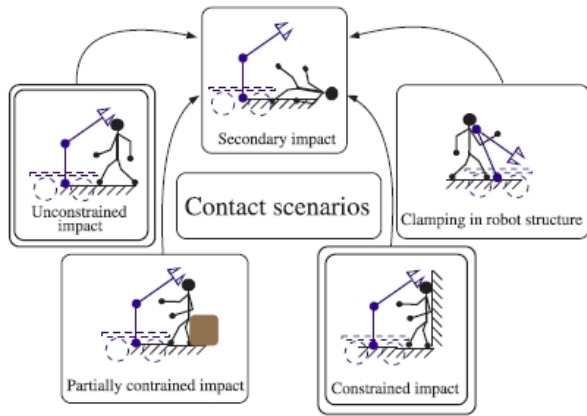 Secondary impact
Unconstrained
impact
Contact scenarios
Clamping in robot structure
Partially contrained impact
Constrained impact